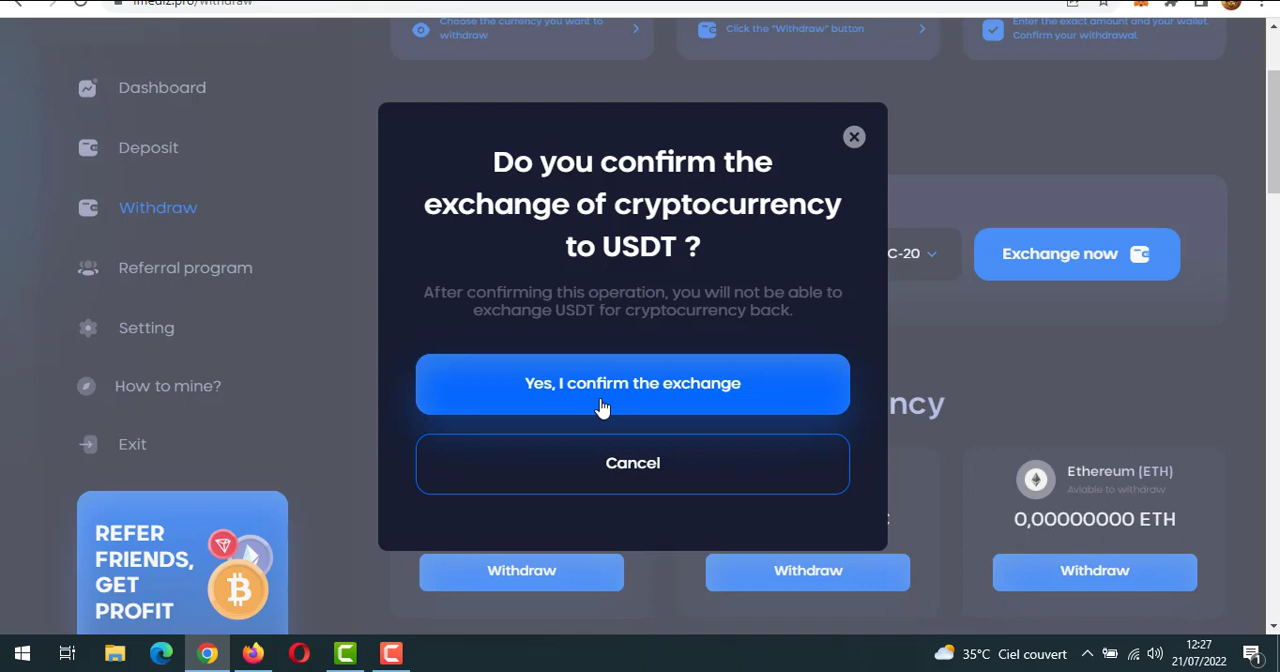 Choose the currency you want to
withdraw
Click the "Withdraw" button
Enter the exact amount and your wallet.
Confirm your withdrawal.
Dashboard
Deposit
Withdraw
Referral program
Setting
How to mine?
Exit
REFER
FRIENDS,
GET
PROFIT
Do you confirm the
exchange of cryptocurrency
to USDT ?
After confirming this operation, you will not be able to
exchange USDT for cryptocurrency back.
Yes, I confirm the exchange
Cancel
C-20
Exchange now
ncy
Ethereum (ETH)
Aviable to withdraw
0,00000000 ETH
Withdraw
Withdraw
Withdraw
35°C Ciel couvert
12:27
21/07/2022
1